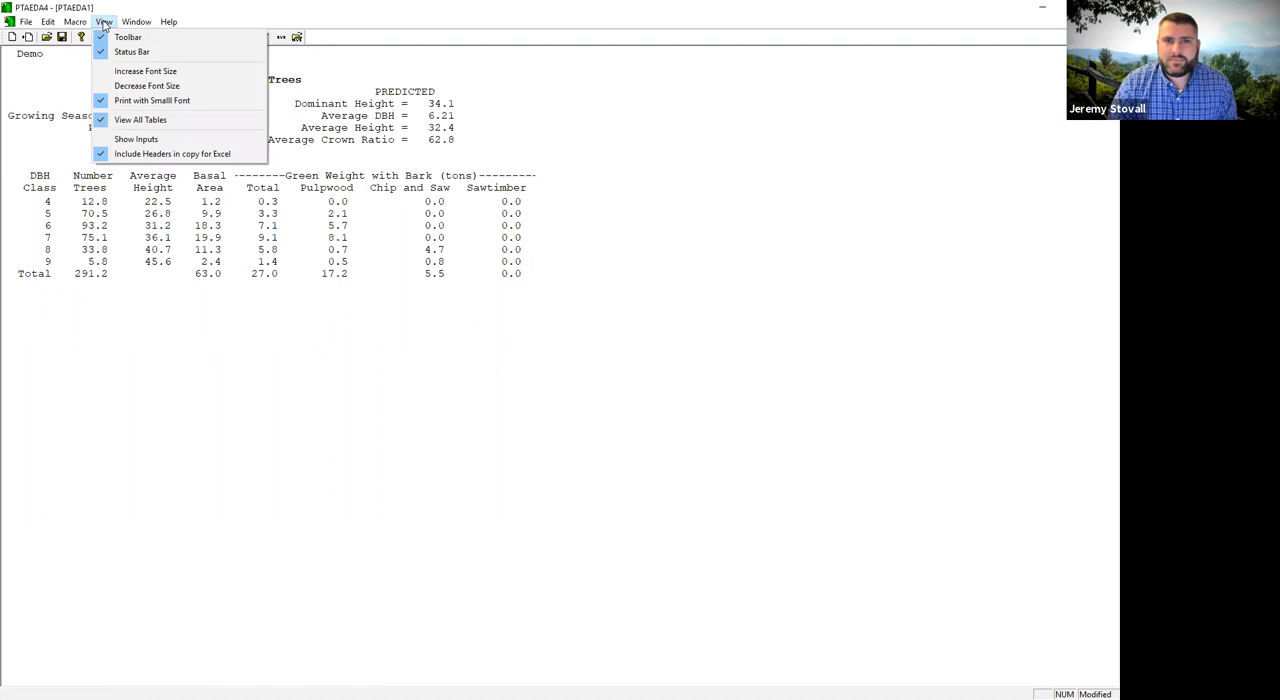 PTAEDA4 - [PTAEDA1]
File Edit Macro View Window Help
Demo
Toolbar
Status Bar
Increase Font Size
Decrease Font Size
Print with Smalll Font
View All Tables
Show Inputs
Include Headers in copy for Excel
Trees
PREDICTED
Dominant Height = 34.1
Growing Seaso Average DBH = 6.21
Average Height = 32.4
Average Crown Ratio = 62.8
DBH Number Average Basal --------Green Weight with Bark (tons)---------
Class Trees Height Area Total Pulpwood Chip and Saw Sawtimber
4 12.8 22.5 1.2 0.3 0.0 0.0 0.0
5 70.5 26.8 9.9 3.3 2.1 0.0 0.0
6 93.2 31.2 18.3 7.1 5.7 0.0 0.0
7 75.1 36.1 19.9 9.1 8.1 0.0 0.0
8 33.8 40.7 11.3 5.8 0.7 4.7 0.0
9 5.8 45.6 2.4 1.4 0.5 0.8 0.0
Total 291.2 63.0 27.0 17.2 5.5 0.0
Jeremy Stovall
NUM Modified